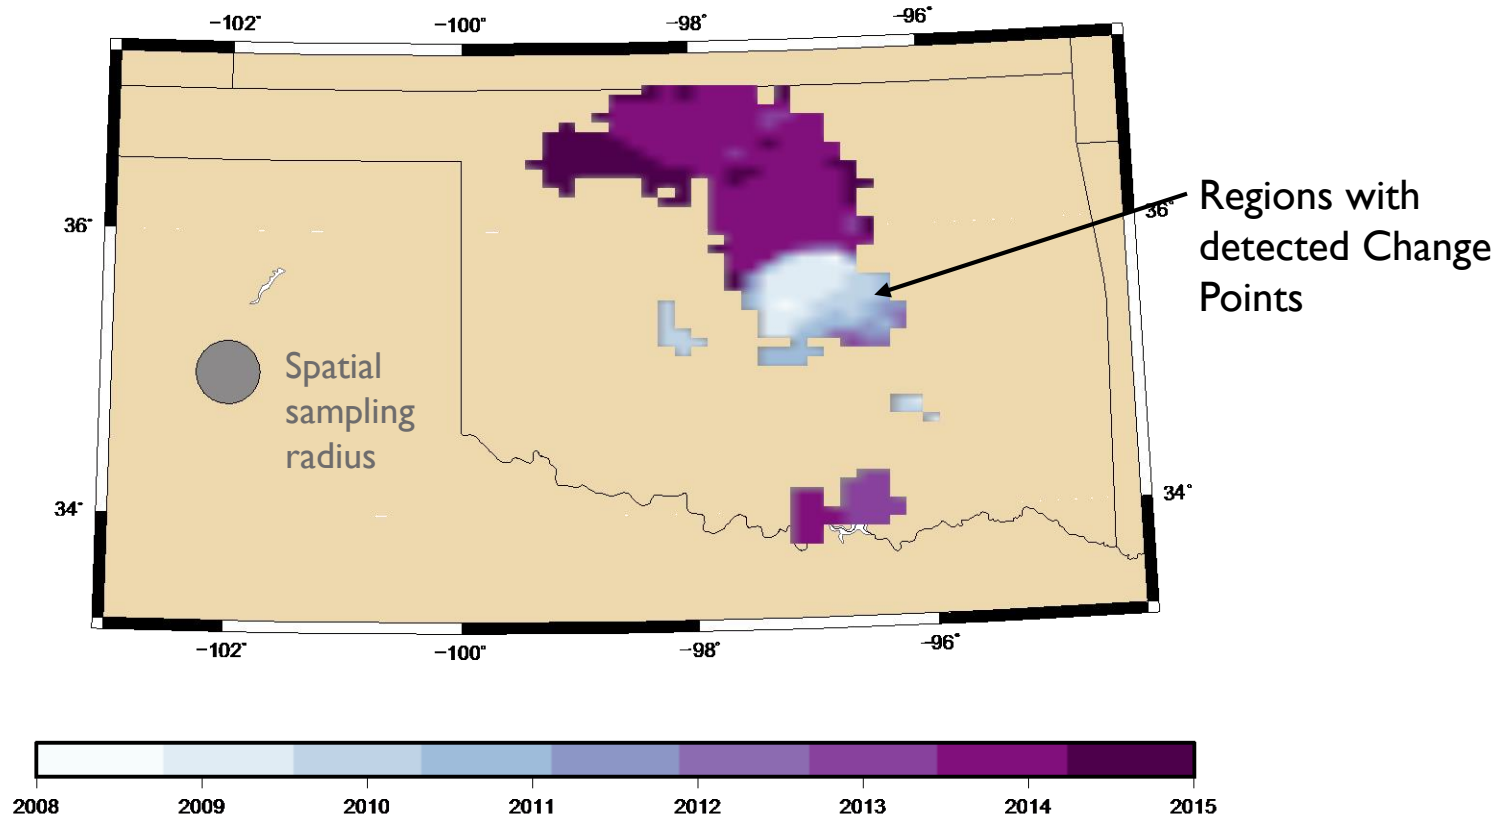 -102° -100° -98° -96°
36° 36°
Regions with
detected Change
Points
Spatial
sampling
radius
34° 34°
-102° -100° -98° -96°
2008 2009 2010 2011 2012 2013 2014 2015